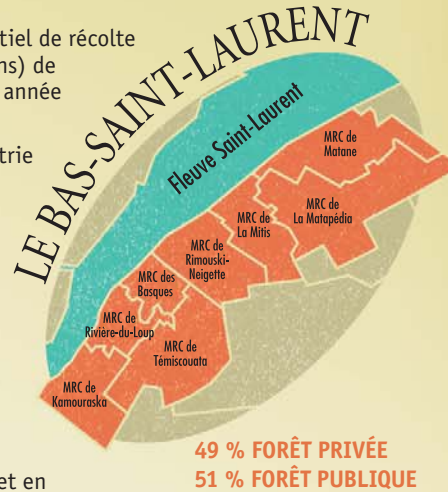 tiel de récolte
ns) de
année
trie
LE BAS-SAINT-LAURENT
Fleuve Saint-Laurent
MRC de
Matane
MRC de
La Matapédia
MRC de
La Mitis
MRC de
Rimouski-
Neigette
MRC des
Basques
MRC de
Rivière-du-Loup
MRC de
Témiscouata
MRC de
Kamouraska
49 % FORÊT PRIVÉE
51 % FORÊT PUBLIQUE
et en